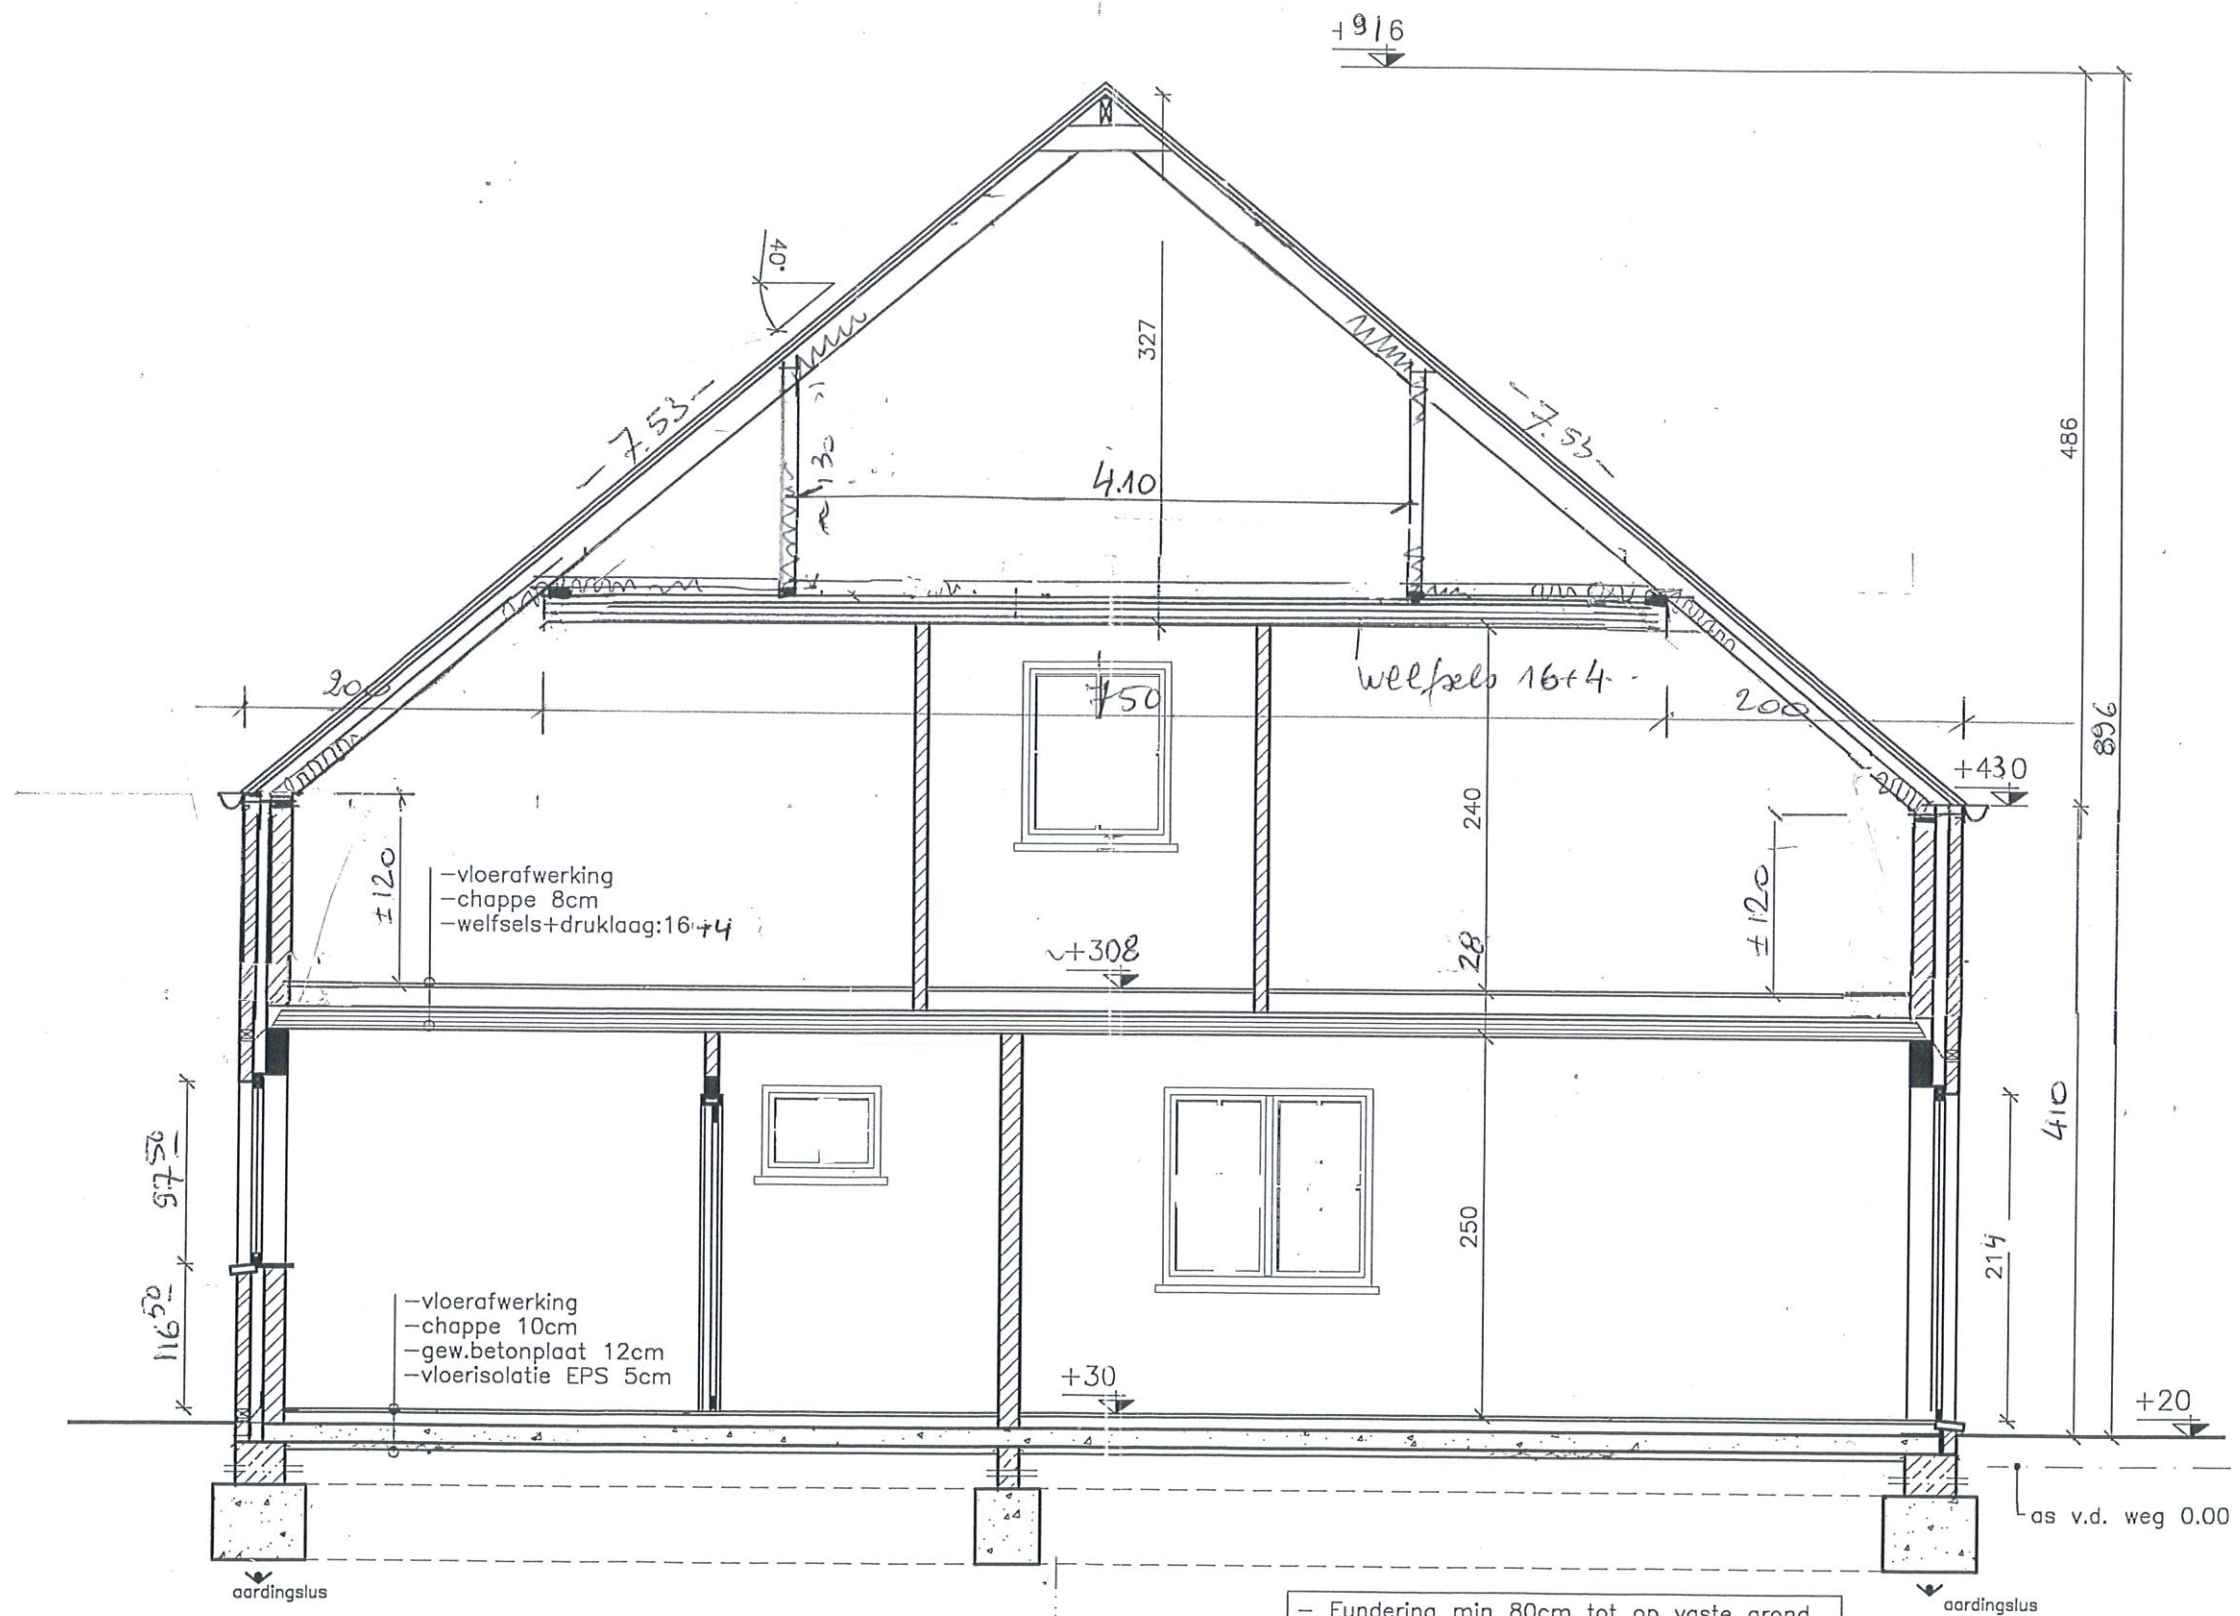 +916
40°
327
7.53
7.53
486
130
4.10
welfsels 16+4
200
750
200
896
+430
240
±120
-vloerafwerking
-chappe 8cm
-welfsels+druklaag:16+4
±120
~+308
28
410
97 50
250
214
116 50
-vloerafwerking
-chappe 10cm
-gew.betonplaat 12cm
-vloerisolatie EPS 5cm
+30
+20
as v.d. weg 0.00
aardingslus
aardingslus
- Fundering min 80cm tot op vaste grond